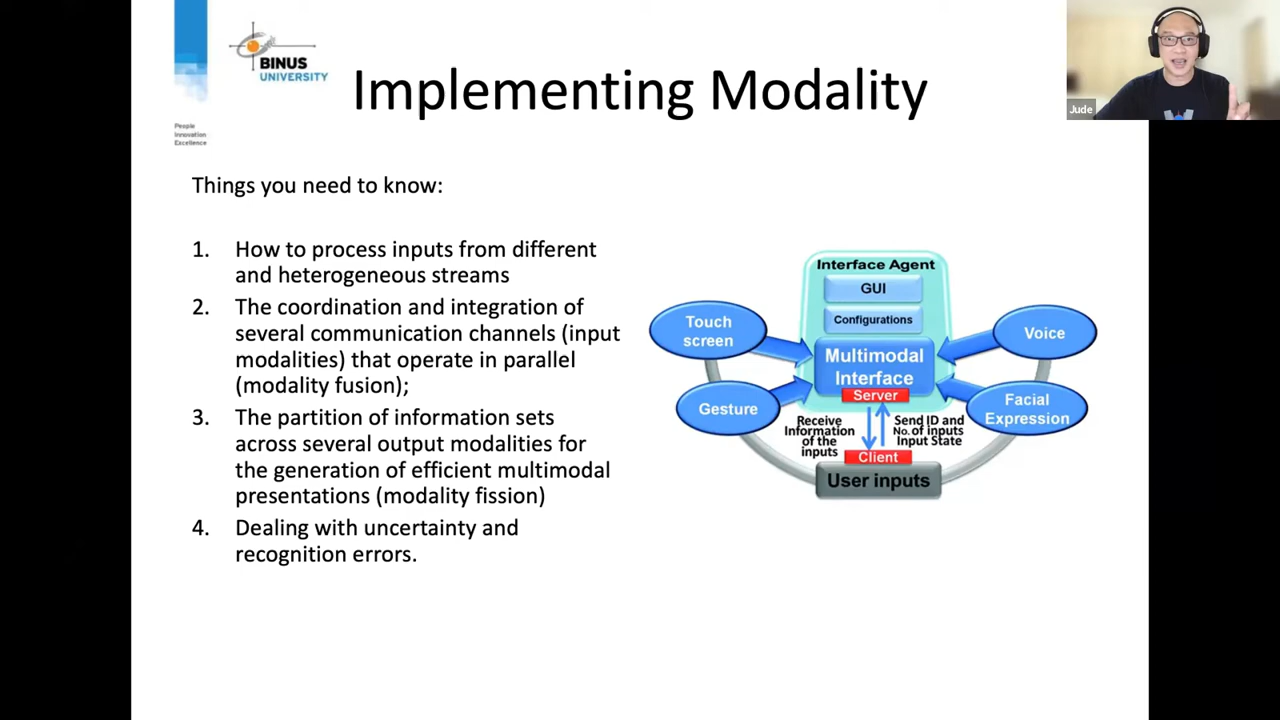 BINUS
UNIVERSITY
People
Innovation
Excellence
Implementing Modality
Jude
Things you need to know:
1. How to process inputs from different
and heterogeneous streams
2. The coordination and integration of
several communication channels (input
modalities) that operate in parallel
(modality fusion);
3. The partition of information sets
across several output modalities for
the generation of efficient multimodal
presentations (modality fission)
4. Dealing with uncertainty and
recognition errors.
Interface Agent
GUI
Configurations
Multimodal
Interface
Server
Touch
screen
Gesture
Voice
Facial
Expression
Receive
Information
of the
inputs
Send ID and
No. of inputs
Input State
Client
User inputs